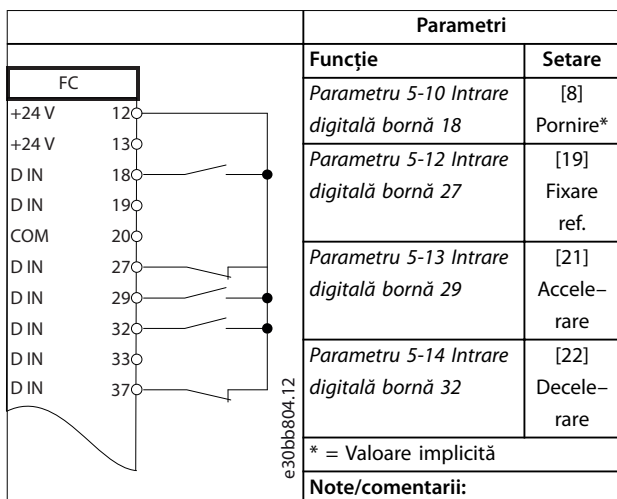 Parametri
Funcție Setare
FC
+24 V 12
+24 V 13
D IN 18
D IN 19
COM 20
D IN 27
D IN 29
D IN 32
D IN 33
D IN 37
e30bb804.12
Parametru 5-10 Intrare
digitală bornă 18
[8]
Pornire*
Parametru 5-12 Intrare
digitală bornă 27
[19]
Fixare
ref.
Parametru 5-13 Intrare
digitală bornă 29
[21]
Accele–
rare
Parametru 5-14 Intrare
digitală bornă 32
[22]
Decele–
rare
* = Valoare implicită
Note/comentarii: